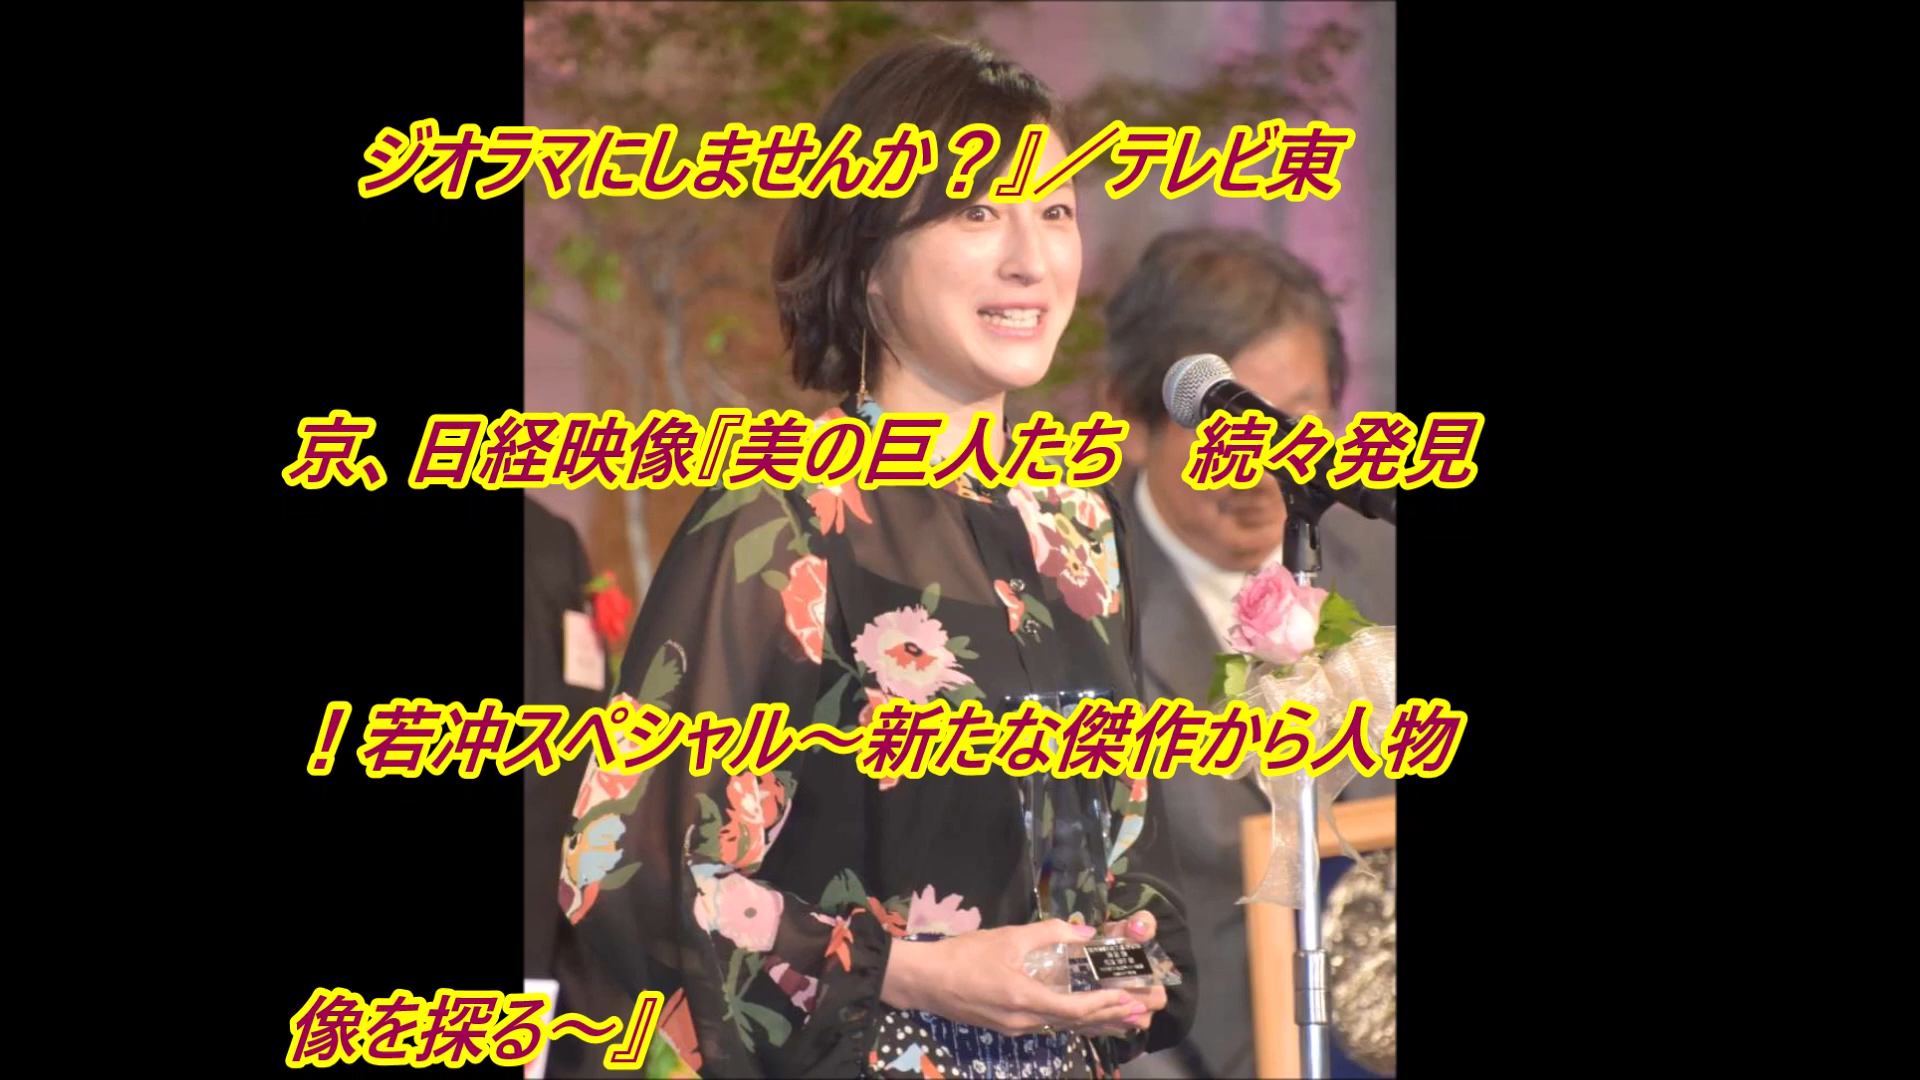 ジオラマにしませんか？』／テレビ東
京、日経映像『美の巨人たち　続々発見
！若冲スペシャル～新たな傑作から人物
像を探る～』